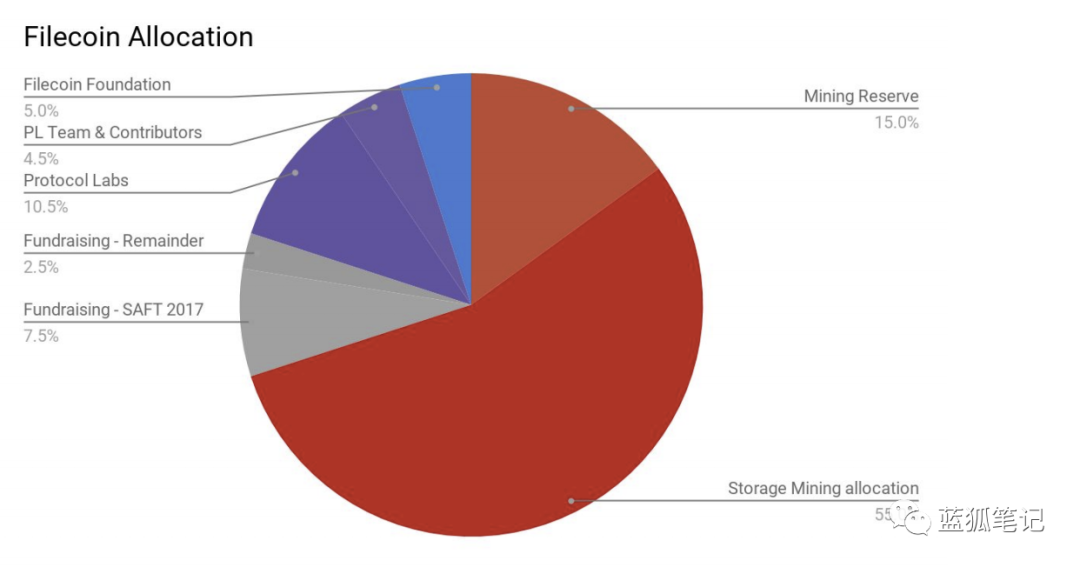 Filecoin Allocation
Filecoin Foundation
5.0%
PL Team & Contributors
4.5%
Protocol Labs
10.5%
Fundraising - Remainder
2.5%
Fundraising - SAFT 2017
7.5%
Mining Reserve
15.0%
Storage Mining allocation
蓝狐笔记